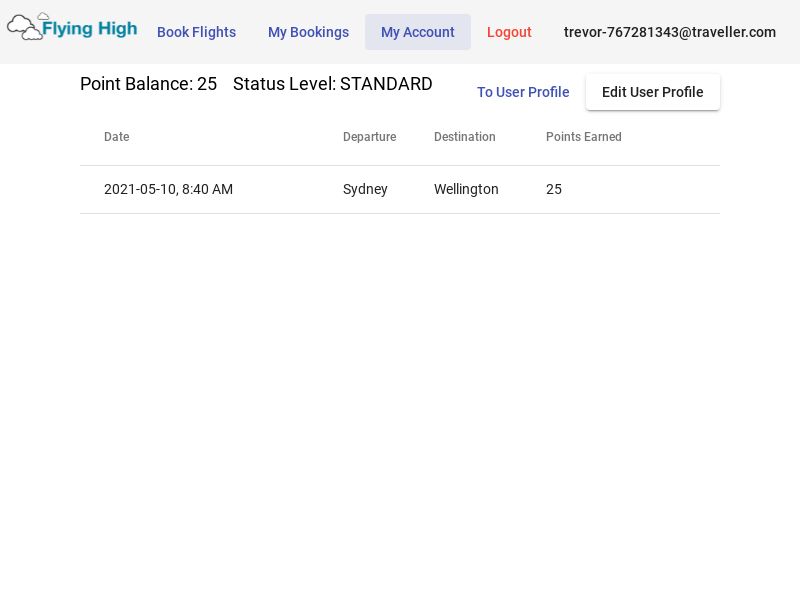 Flying High Book Flights My Bookings My Account Logout trevor-767281343@traveller.com
Point Balance: 25 Status Level: STANDARD To User Profile Edit User Profile
Date Departure Destination Points Earned
2021-05-10, 8:40 AM Sydney Wellington 25